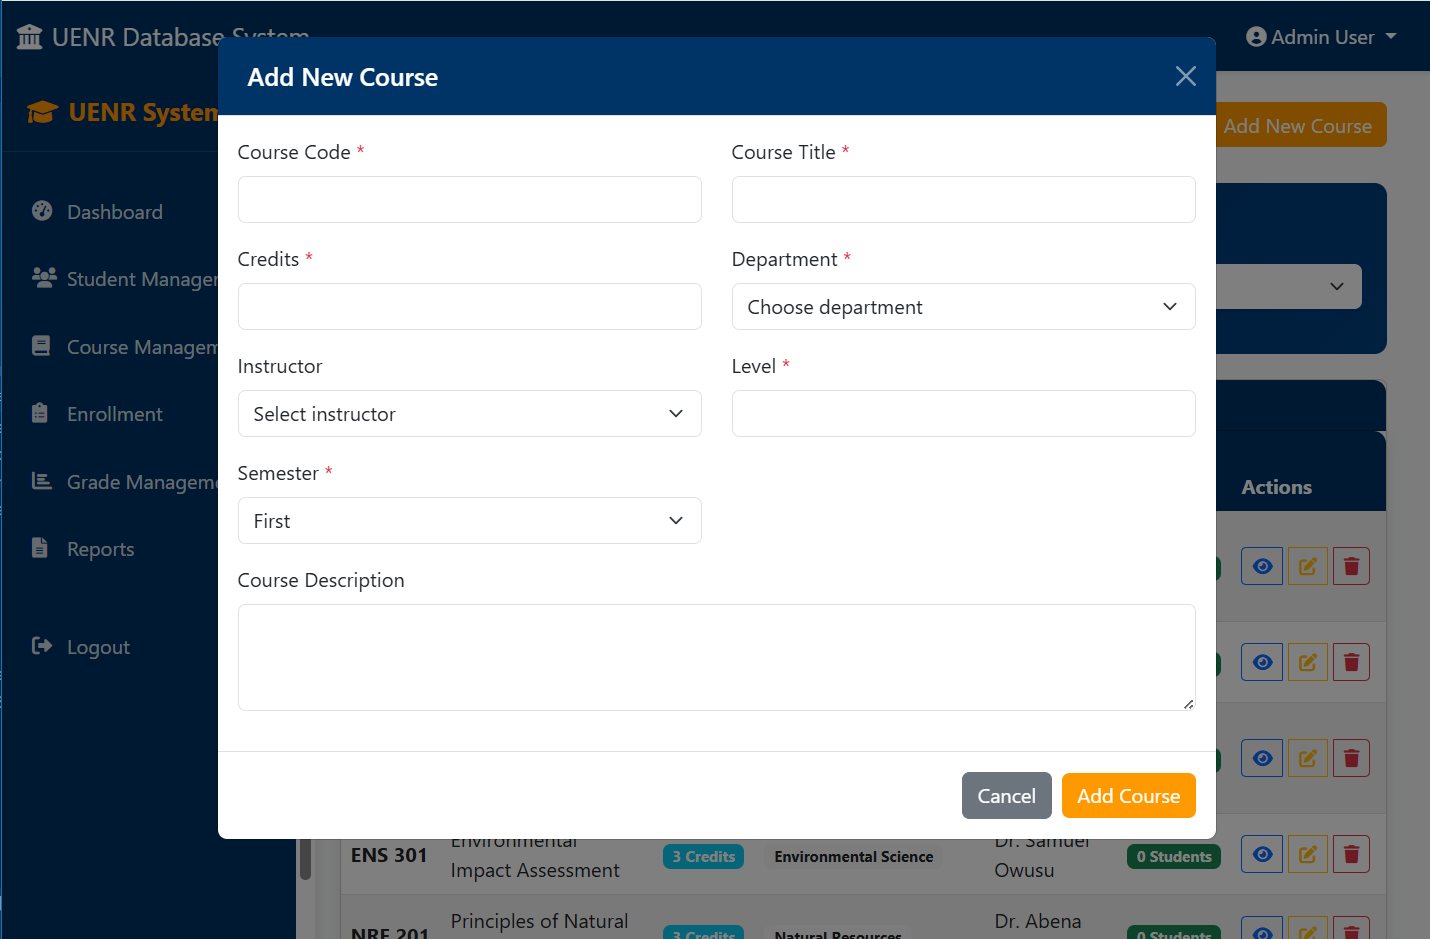 UENR Database System
Admin User
Add New Course
UENR System
Add New Course
Course Code *
Course Title *
Dashboard
Credits *
Department *
Student Manager
Choose department
Course Managem
Instructor
Level *
Enrollment
Select instructor
Semester *
Grade Manageme
Actions
First
Reports
Course Description
Logout
Cancel
Add Course
ENS 301
Environmental
Impact Assessment
3 Credits
Environmental Science
Dr. Samuel
Owusu
0 Students
NRE 201
Principles of Natural
3 Credits
Natural Resources
Dr. Abena
0 Students